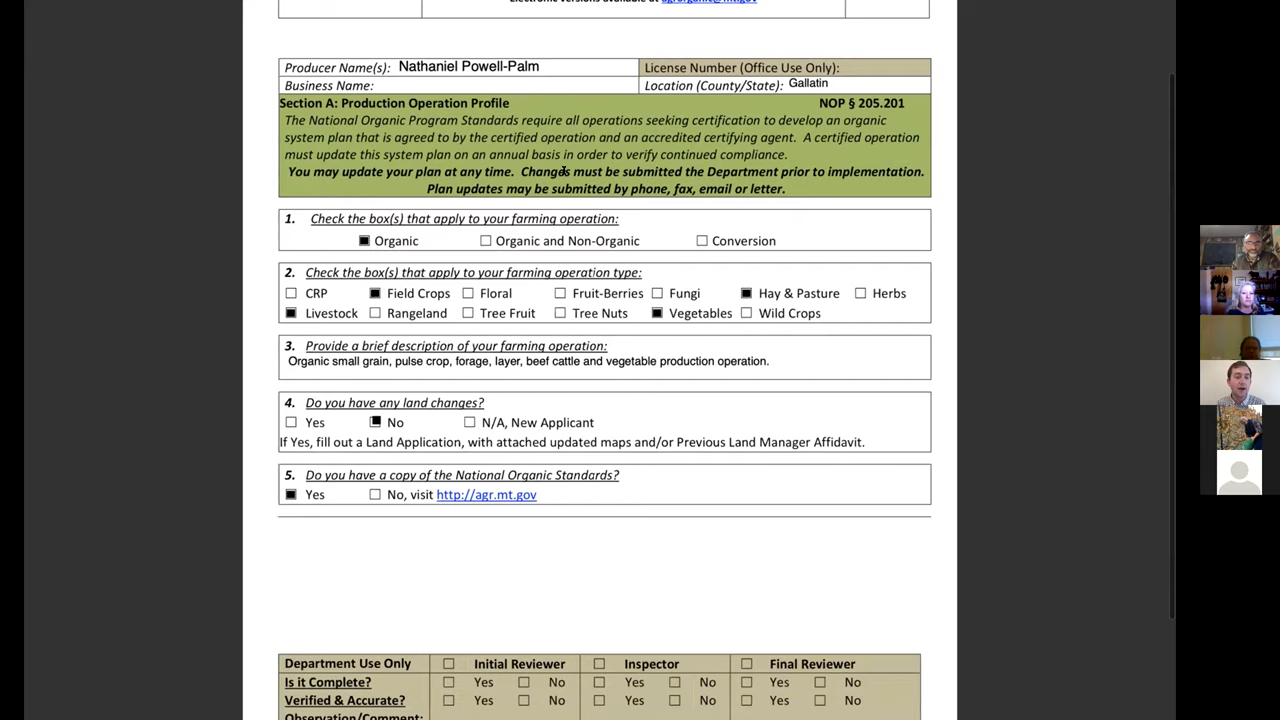 Electronic versions available at agrorganic@mt.gov
Producer Name(s): Nathaniel Powell-Palm License Number (Office Use Only):
Business Name: Location (County/State): Gallatin
Section A: Production Operation Profile NOP § 205.201
The National Organic Program Standards require all operations seeking certification to develop an organic
system plan that is agreed to by the certified operation and an accredited certifying agent. A certified operation
must update this system plan on an annual basis in order to verify continued compliance.
You may update your plan at any time. Changes must be submitted the Department prior to implementation.
Plan updates may be submitted by phone, fax, email or letter.
1. Check the box(s) that apply to your farming operation:
■ Organic □ Organic and Non-Organic □ Conversion
2. Check the box(s) that apply to your farming operation type:
□ CRP ■ Field Crops □ Floral □ Fruit-Berries □ Fungi ■ Hay & Pasture □ Herbs
■ Livestock □ Rangeland □ Tree Fruit □ Tree Nuts ■ Vegetables □ Wild Crops
3. Provide a brief description of your farming operation:
Organic small grain, pulse crop, forage, layer, beef cattle and vegetable production operation.
4. Do you have any land changes?
□ Yes ■ No □ N/A, New Applicant
If Yes, fill out a Land Application, with attached updated maps and/or Previous Land Manager Affidavit.
5. Do you have a copy of the National Organic Standards?
■ Yes □ No, visit http://agr.mt.gov
Department Use Only □ Initial Reviewer □ Inspector □ Final Reviewer
Is it Complete? □ Yes □ No □ Yes □ No □ Yes □ No
Verified & Accurate? □ Yes □ No □ Yes □ No □ Yes □ No
Observation/Comment: